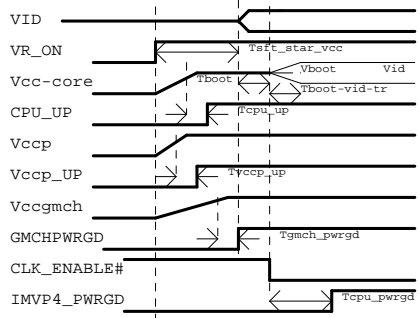 VID
VR_ON
Tsft_star_vcc
Vcc-core
Tboot
Vboot
Vid
Tboot-vid-tr
CPU_UP
Tcpu_up
Vccp
Vccp_UP
Tvccp_up
Vccgmch
GMCHPWRGD
Tgmch_pwrgd
CLK_ENABLE#
IMVP4_PWRGD
Tcpu_pwrgd